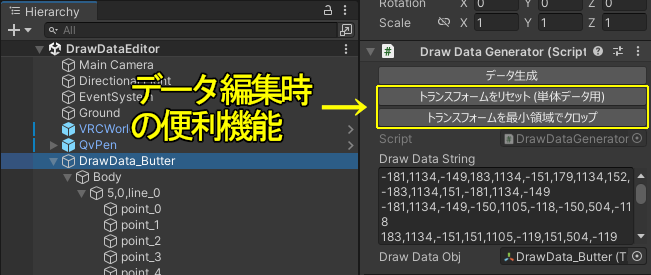 Hierarchy
All
DrawDataEditor
Main Camera
Directional Light
EventSystem
Ground
VRCWorl
QvPen
DrawData_Butter
Body
5,0,line_0
point_0
point_1
point_2
point_3
point_4
データ編集時
の便利機能
Rotation X 0 Y 0 Z 0
Scale X 1 Y 1 Z 1
Draw Data Generator (Script
データ生成
トランスフォームをリセット(単体データ用)
トランスフォームを最小領域でクロップ
Script DrawDataGenerator
Draw Data String
-181,1134,-149,183,1134,-151,179,1134,152,
-183,1134,151,-181,1134,-149
-181,1134,-149,-150,1105,-118,-150,504,-11
8
183,1134,-151,151,1105,-119,151,504,-119
Draw Data Obj DrawData_Butter (T